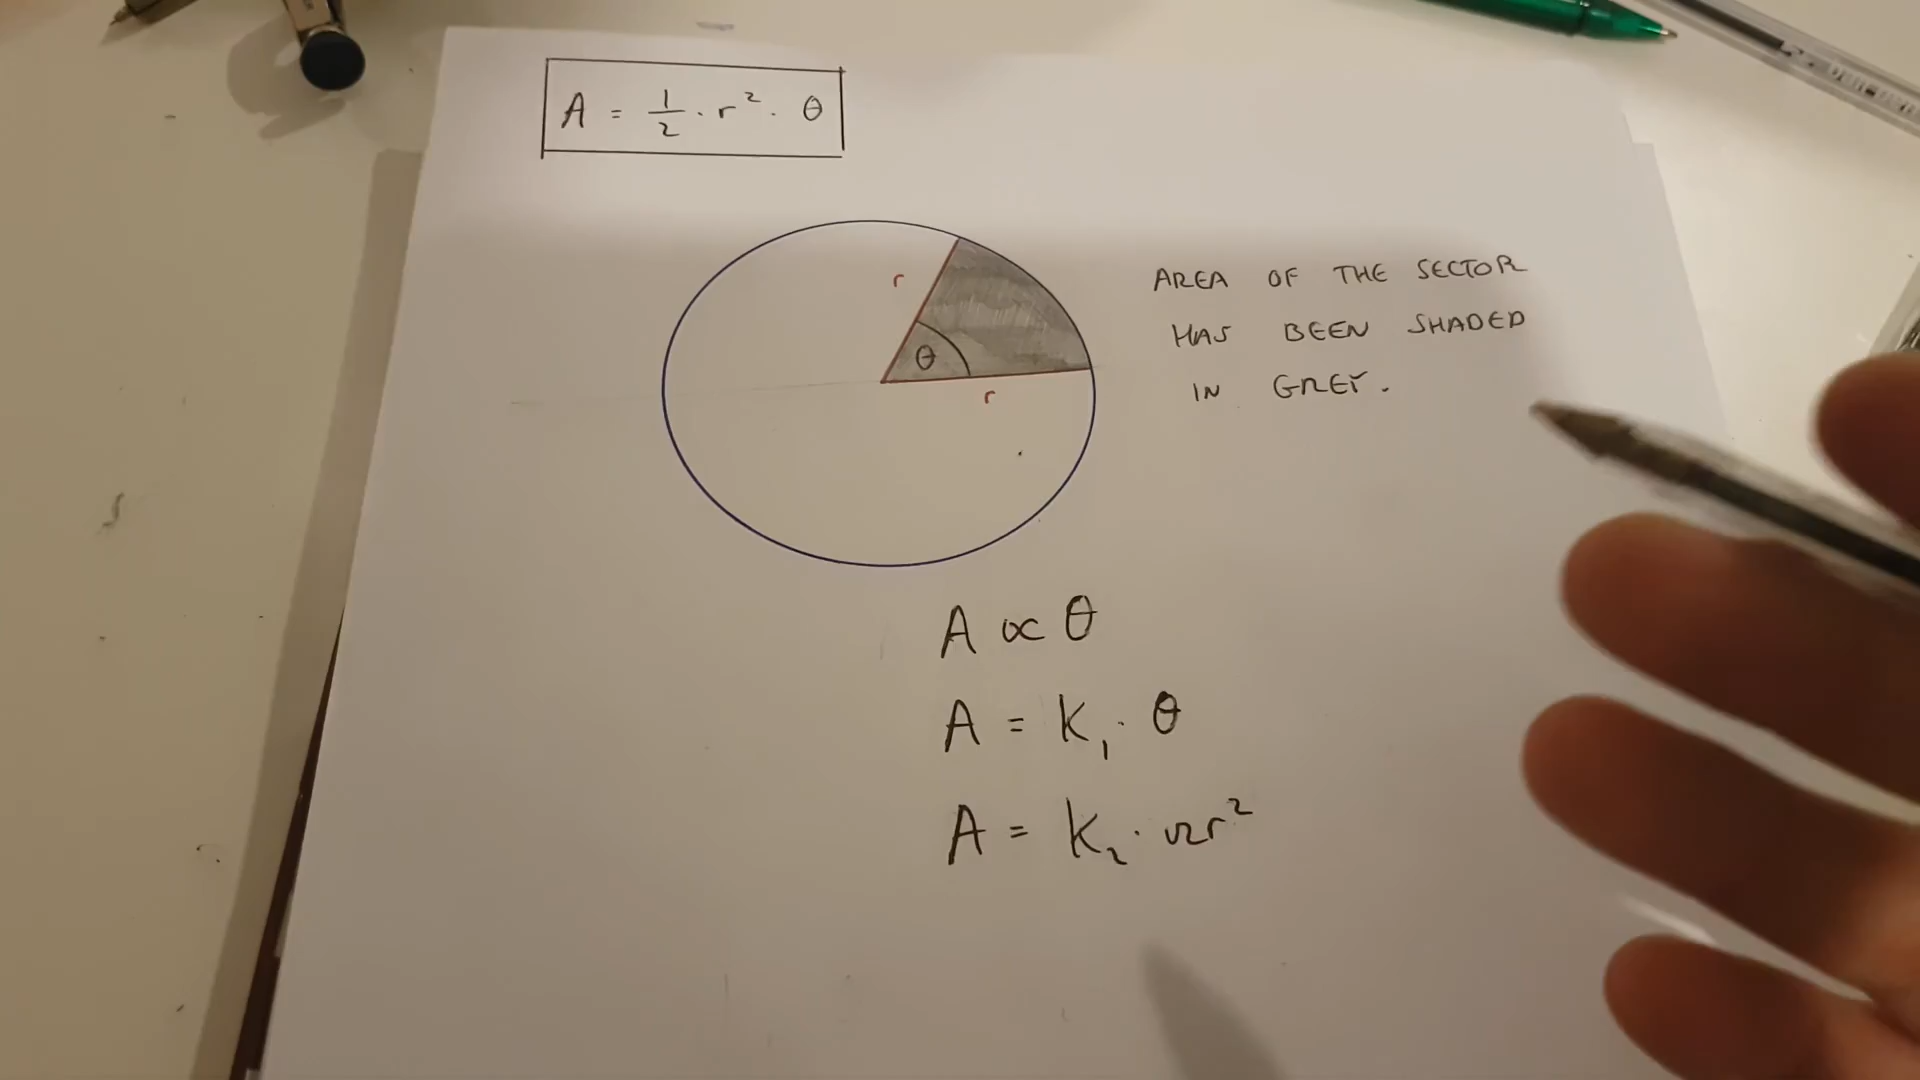 A = 1/2 · r² · θ
r
θ
r
AREA OF THE SECTOR
HAS BEEN SHADED
IN GREY.
A ∝ θ
A = K₁ · θ
A = K₂ · πr²